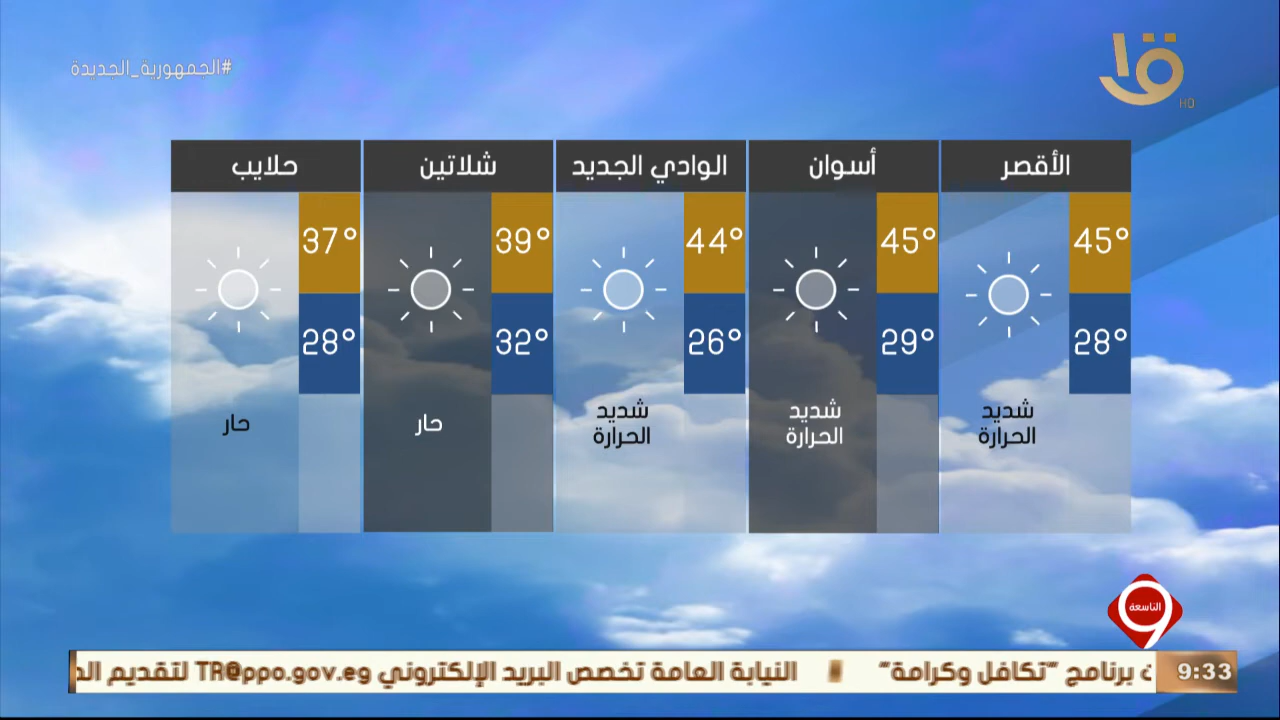 #الجمهورية_الجديدة
HD
الأقصر
45°
28°
شديد
الحرارة
أسوان
45°
29°
شديد
الحرارة
الوادي الجديد
44°
26°
شديد
الحرارة
شلاتين
39°
32°
حار
حلايب
37°
28°
حار
التاسعة
9
9:33
برنامج "تكافل وكرامة" النيابة العامة تخصص البريد الإلكتروني TR@ppo.gov.eg لتقديم